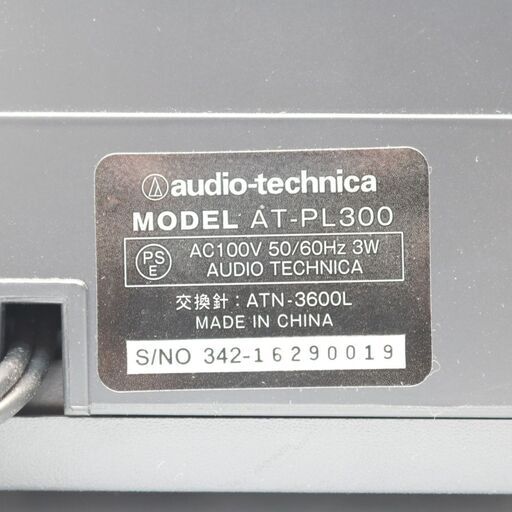 audio-technica
MODEL AT-PL300
PS
E
AC100V 50/60Hz 3W
AUDIO TECHNICA
交換針：ATN-3600L
MADE IN CHINA
S/NO 342-16290019